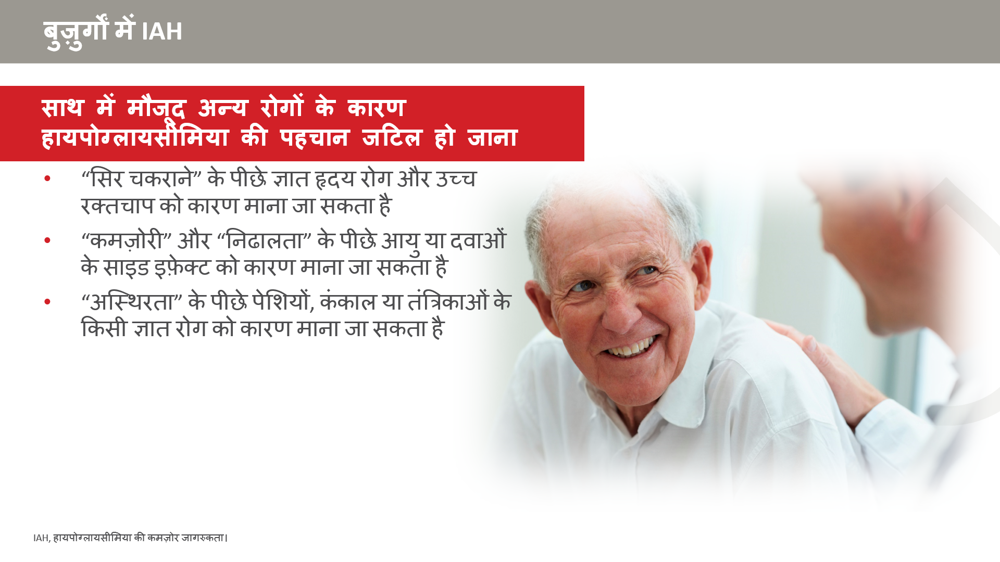 बुज़ुर्गों में IAH
साथ में मौजूद अन्य रोगों के कारण
हायपोग्लायसीमिया की पहचान जटिल हो जाना
• “सिर चकराने” के पीछे ज्ञात हृदय रोग और उच्च
रक्तचाप को कारण माना जा सकता है
• “कमज़ोरी” और “निढालता” के पीछे आयु या दवाओं
के साइड इफ़ेक्ट को कारण माना जा सकता है
• “अस्थिरता” के पीछे पेशियों, कंकाल या तंत्रिकाओं के
किसी ज्ञात रोग को कारण माना जा सकता है
IAH, हायपोग्लायसीमिया की कमज़ोर जागरुकता।